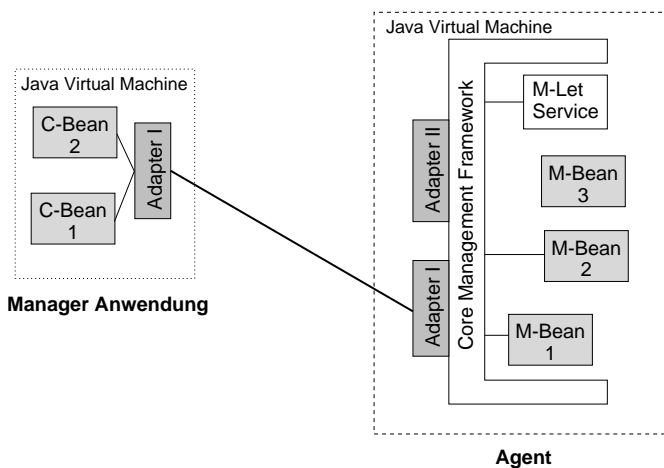 Java Virtual Machine
C-Bean
2
C-Bean
1
Adapter I
Manager Anwendung
Java Virtual Machine
Adapter II
Adapter I
Core Management Framework
M-Let
Service
M-Bean
3
M-Bean
2
M-Bean
1
Agent